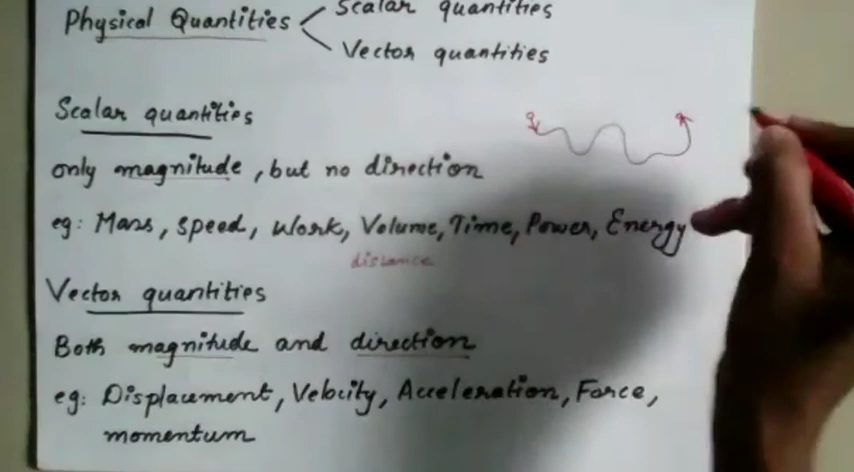 Scalar quantities
Physical Quantities
Vector quantities
Scalar quantities
only magnitude, but no direction
eg: Mass, speed, Work, Volume, Time, Power, Energy
distance
Vector quantities
Both magnitude and direction
eg: Displacement, Velocity, Acceleration, Force,
momentum